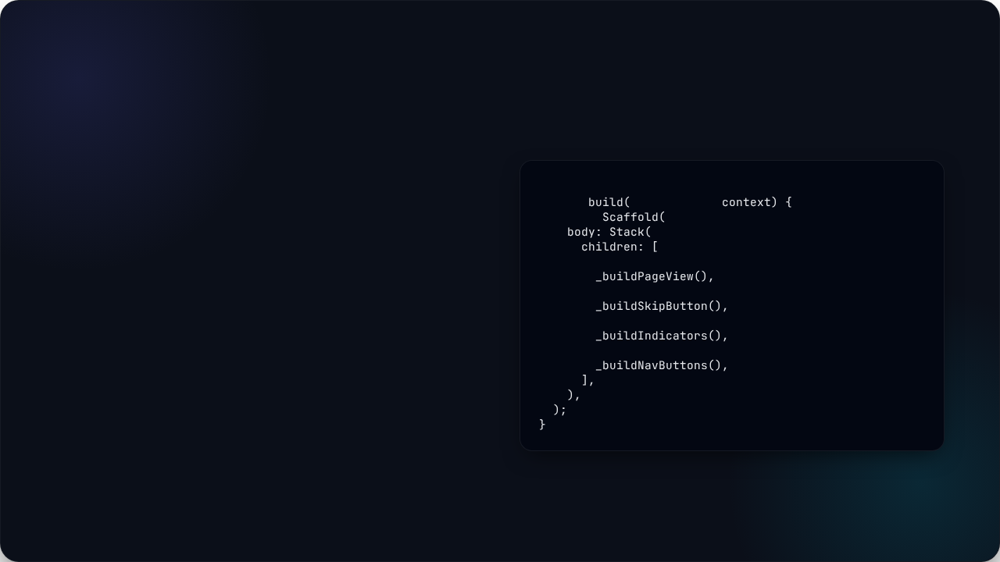 build( context) {
Scaffold(
body: Stack(
children: [
_buildPageView(),
_buildSkipButton(),
_buildIndicators(),
_buildNavButtons(),
],
),
);
}